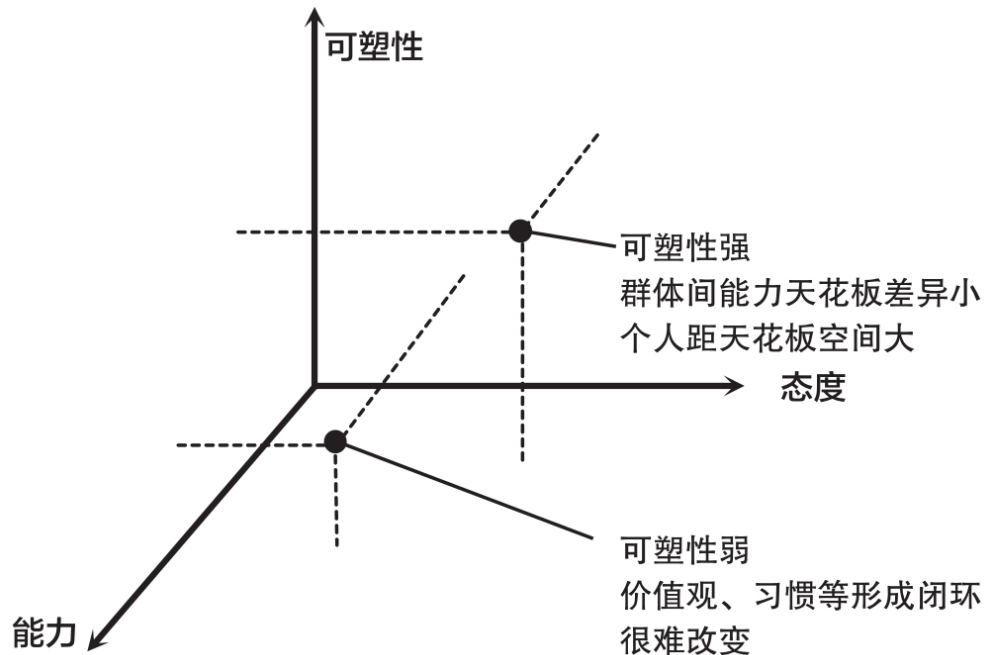 可塑性
可塑性强
群体间能力天花板差异小
个人距天花板空间大
态度
可塑性弱
价值观、习惯等形成闭环
很难改变
能力